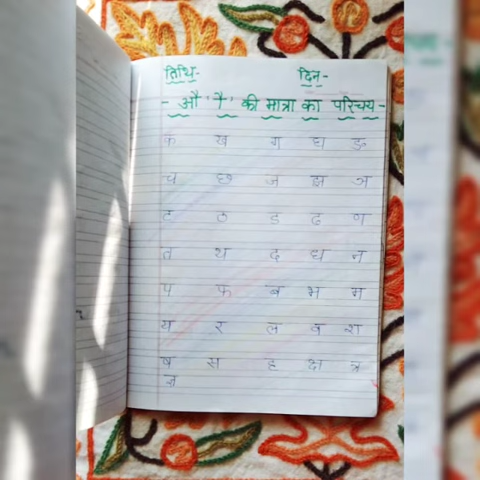 तिथि- दिन-
- औ 'ौ' की मात्रा का परिचय -
क ख ग घ ङ
च छ ज झ ञ
ट ठ ड ढ ण
त थ द ध न
प फ ब भ म
य र ल व श
ष स ह क्ष त्र
ज्ञ